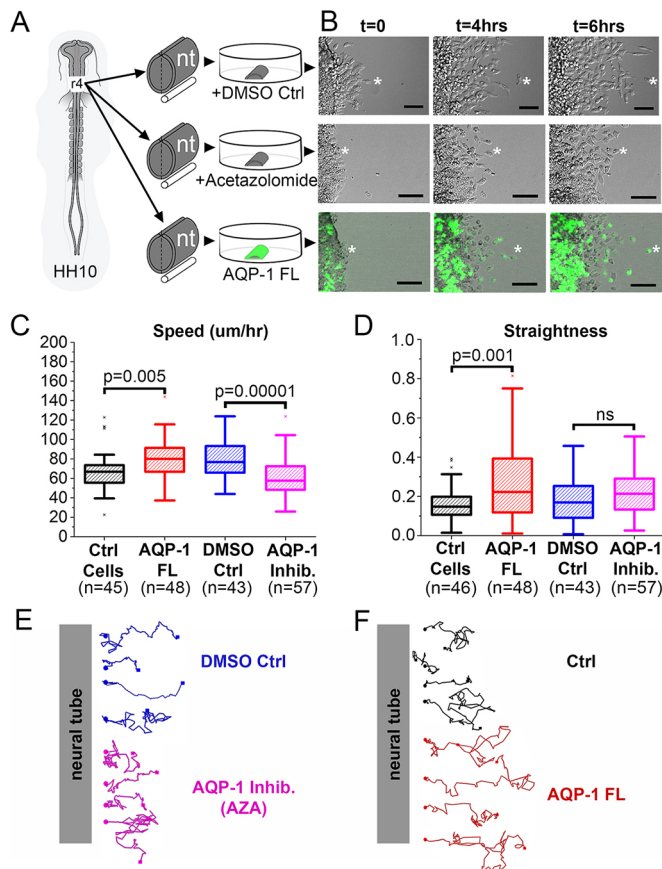 A
B
t=0
t=4hrs
t=6hrs
nt
r4
+DMSO Ctrl
*
*
*
nt
+Acetazolomide
*
*
*
nt
HH10
AQP-1 FL
*
*
*
C
Speed (um/hr)
200
180
160
140
120
100
80
60
40
20
0
p=0.005
p=0.00001
Ctrl
Cells
(n=45)
AQP-1
FL
(n=48)
DMSO
Ctrl
(n=43)
AQP-1
Inhib.
(n=57)
D
Straightness
1.0
0.8
0.6
0.4
0.2
0.0
p=0.001
ns
Ctrl
Cells
(n=46)
AQP-1
FL
(n=48)
DMSO
Ctrl
(n=43)
AQP-1
Inhib.
(n=57)
E
neural tube
DMSO Ctrl
AQP-1 Inhib.
(AZA)
F
neural tube
Ctrl
AQP-1 FL